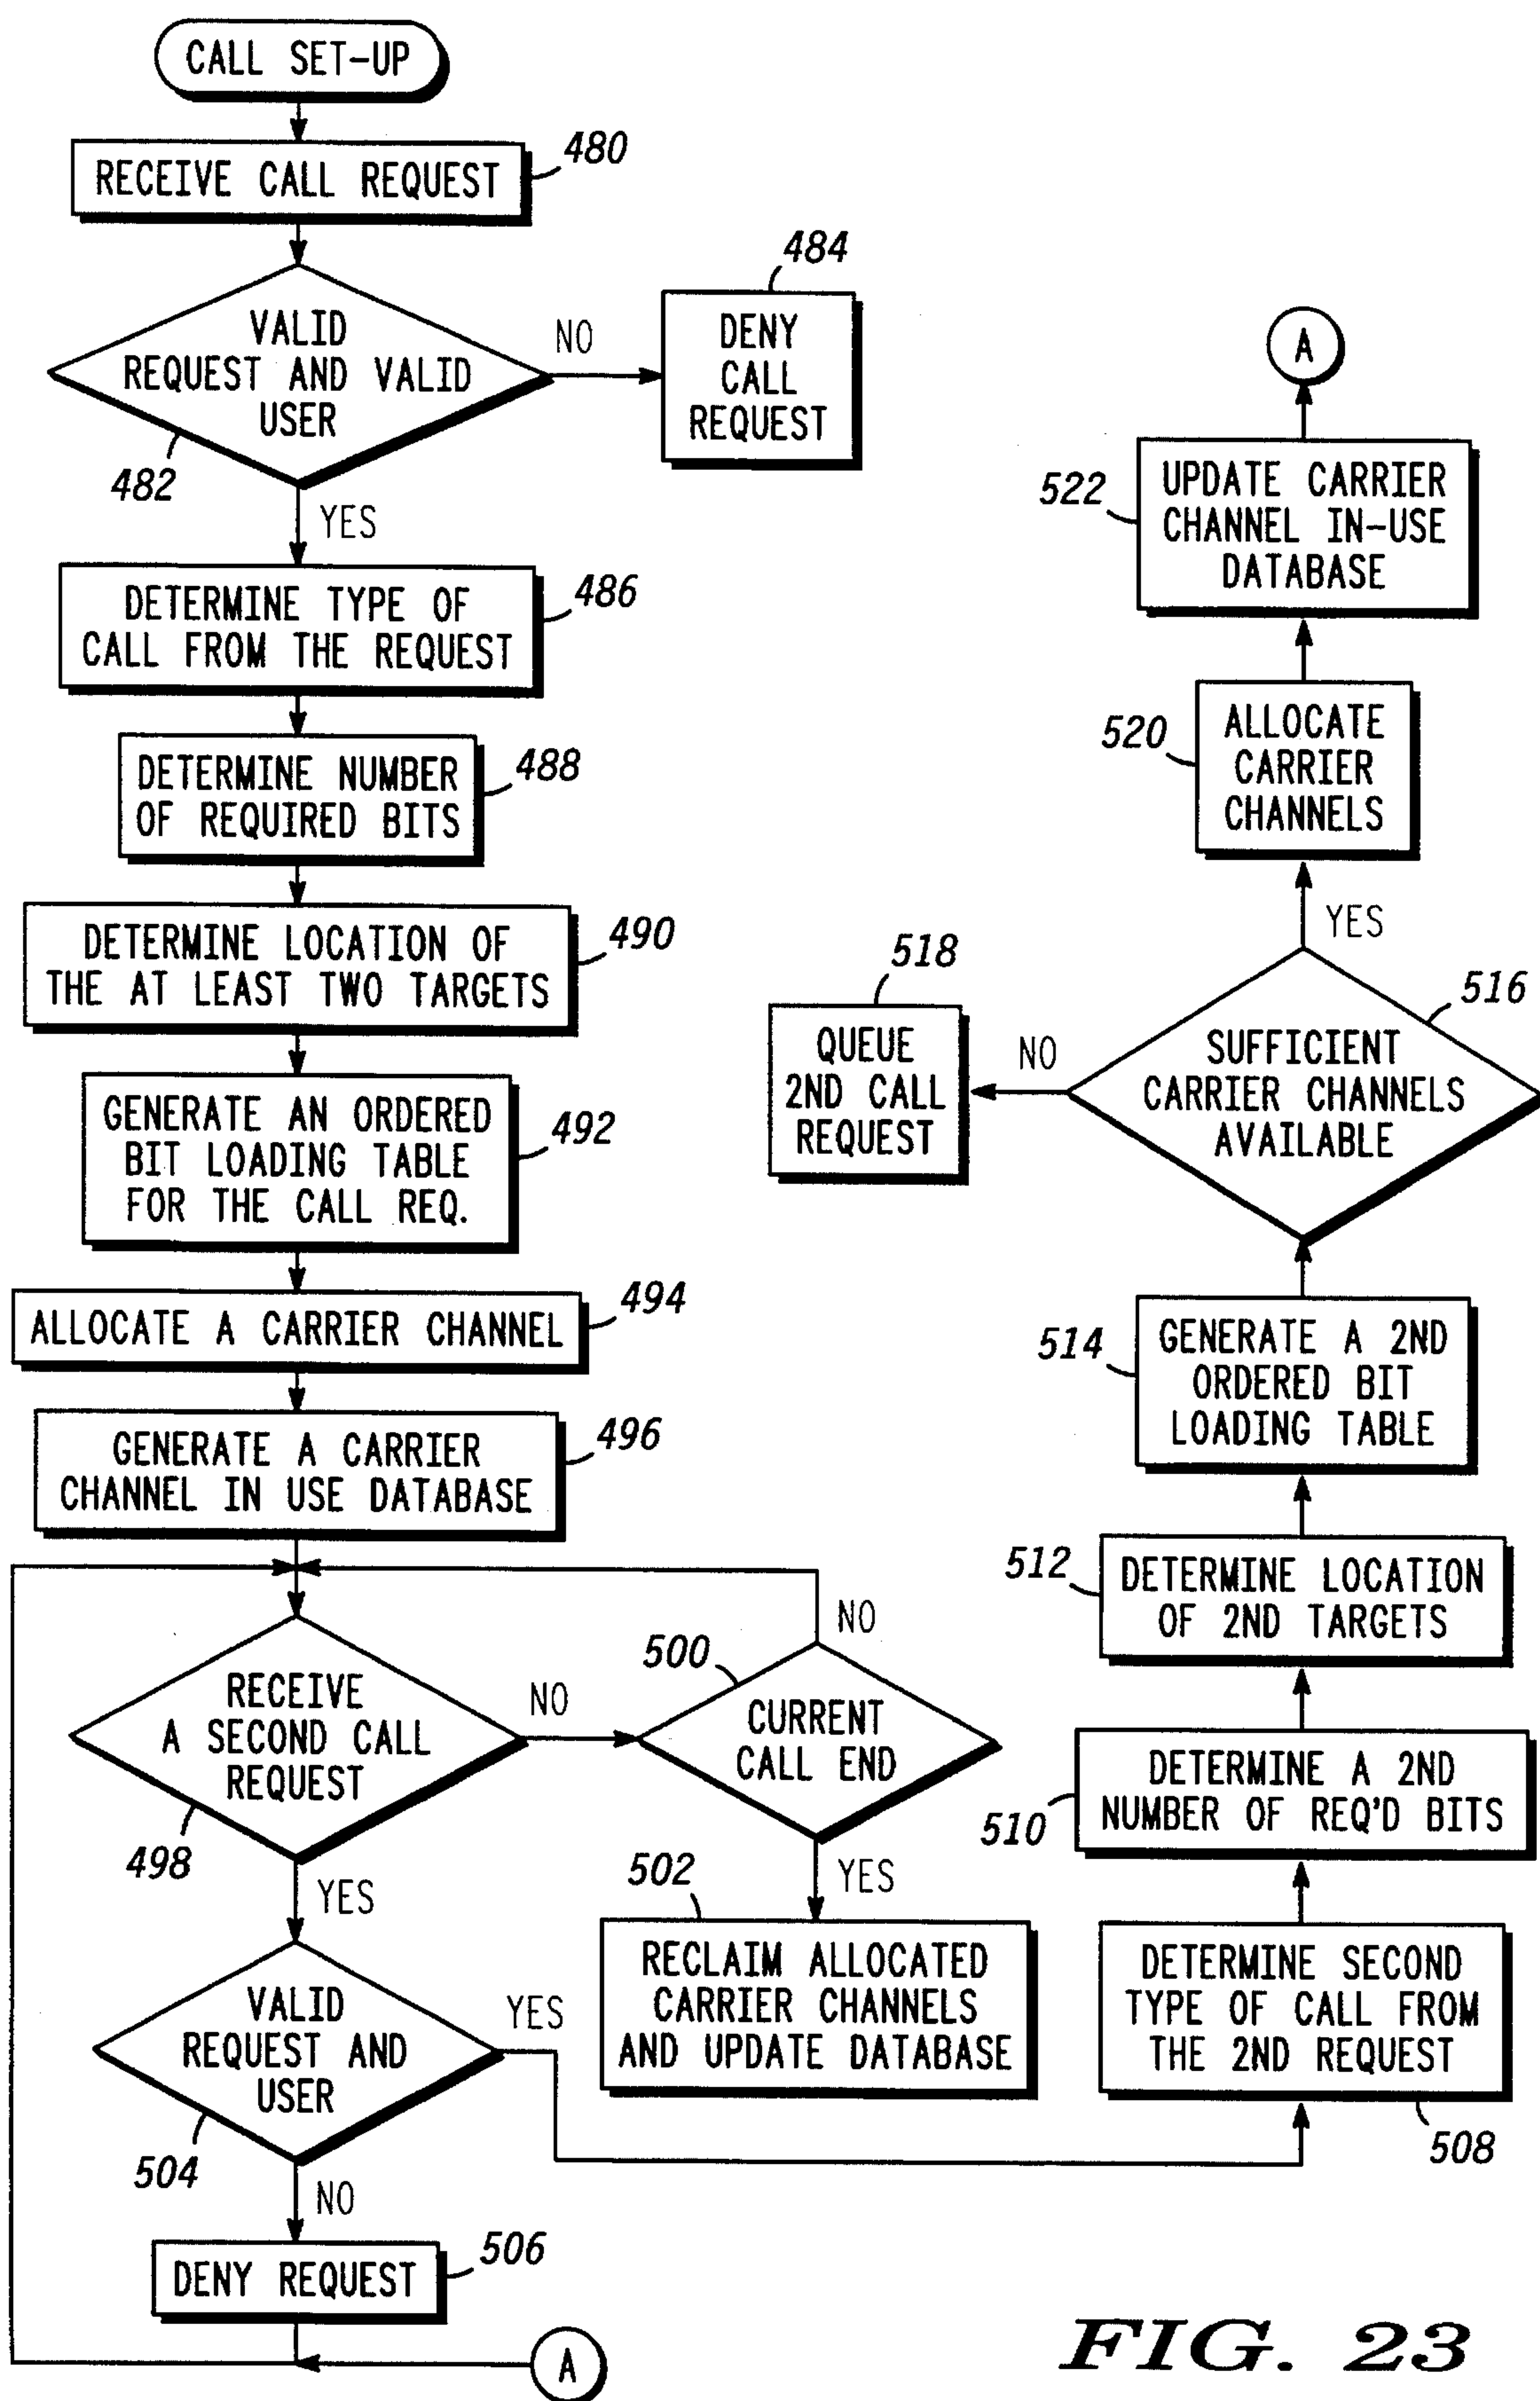 CALL SET-UP
RECEIVE CALL REQUEST
480
VALID
REQUEST AND VALID
USER
482
NO
484
DENY
CALL
REQUEST
YES
DETERMINE TYPE OF
CALL FROM THE REQUEST
486
DETERMINE NUMBER
OF REQUIRED BITS
488
DETERMINE LOCATION OF
THE AT LEAST TWO TARGETS
490
GENERATE AN ORDERED
BIT LOADING TABLE
FOR THE CALL REQ.
492
ALLOCATE A CARRIER CHANNEL
494
GENERATE A CARRIER
CHANNEL IN USE DATABASE
496
RECEIVE
A SECOND CALL
REQUEST
498
NO
500
CURRENT
CALL END
NO
YES
502
RECLAIM ALLOCATED
CARRIER CHANNELS
AND UPDATE DATABASE
YES
VALID
REQUEST AND
USER
504
YES
NO
DENY REQUEST
506
A
A
522
UPDATE CARRIER
CHANNEL IN-USE
DATABASE
520
ALLOCATE
CARRIER
CHANNELS
YES
516
SUFFICIENT
CARRIER CHANNELS
AVAILABLE
NO
518
QUEUE
2ND CALL
REQUEST
514
GENERATE A 2ND
ORDERED BIT
LOADING TABLE
512
DETERMINE LOCATION
OF 2ND TARGETS
510
DETERMINE A 2ND
NUMBER OF REQ'D BITS
DETERMINE SECOND
TYPE OF CALL FROM
THE 2ND REQUEST
508
FIG. 23